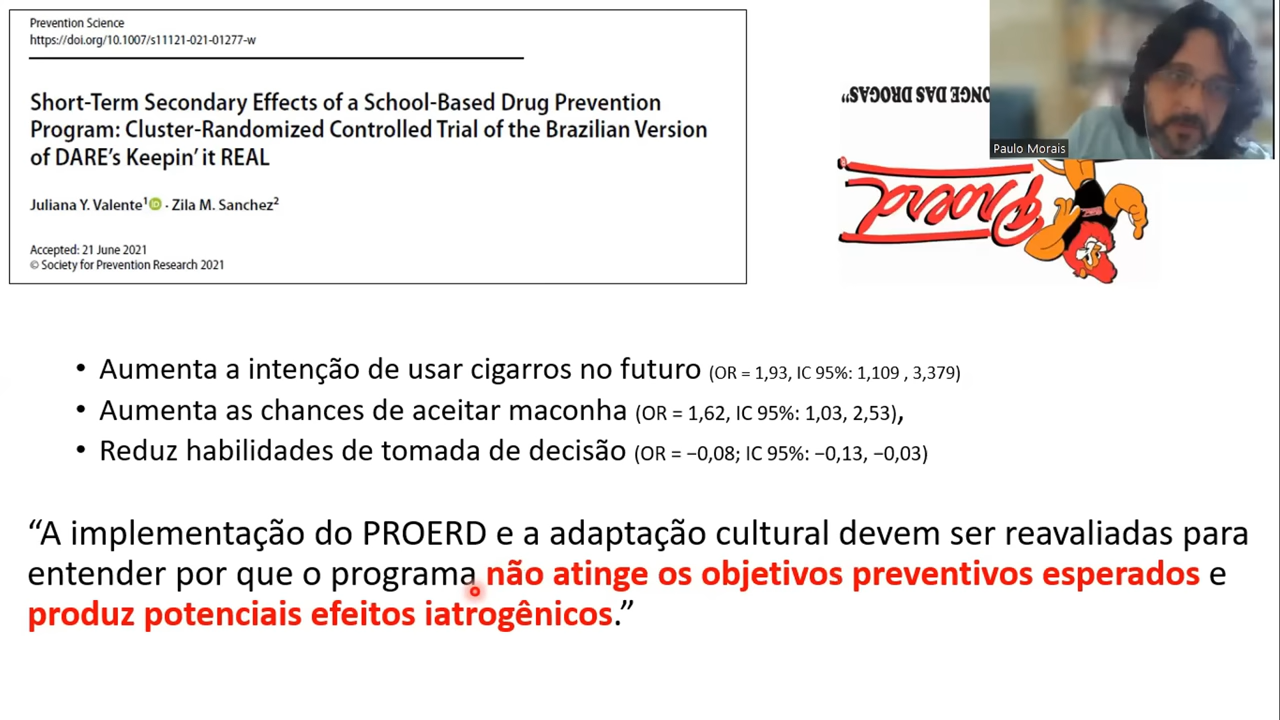 Prevention Science
https://doi.org/10.1007/s11121-021-01277-w
Short-Term Secondary Effects of a School-Based Drug Prevention
Program: Cluster-Randomized Controlled Trial of the Brazilian Version
of DARE's Keepin' it REAL
Juliana Y. Valente¹ · Zila M. Sanchez²
Accepted: 21 June 2021
© Society for Prevention Research 2021
ONGE DAS DROGAS"
Proerd
Paulo Morais
• Aumenta a intenção de usar cigarros no futuro (OR = 1,93, IC 95%: 1,109 , 3,379)
• Aumenta as chances de aceitar maconha (OR = 1,62, IC 95%: 1,03, 2,53),
• Reduz habilidades de tomada de decisão (OR = −0,08; IC 95%: −0,13, −0,03)
“A implementação do PROERD e a adaptação cultural devem ser reavaliadas para
entender por que o programa não atinge os objetivos preventivos esperados e
produz potenciais efeitos iatrogênicos.”